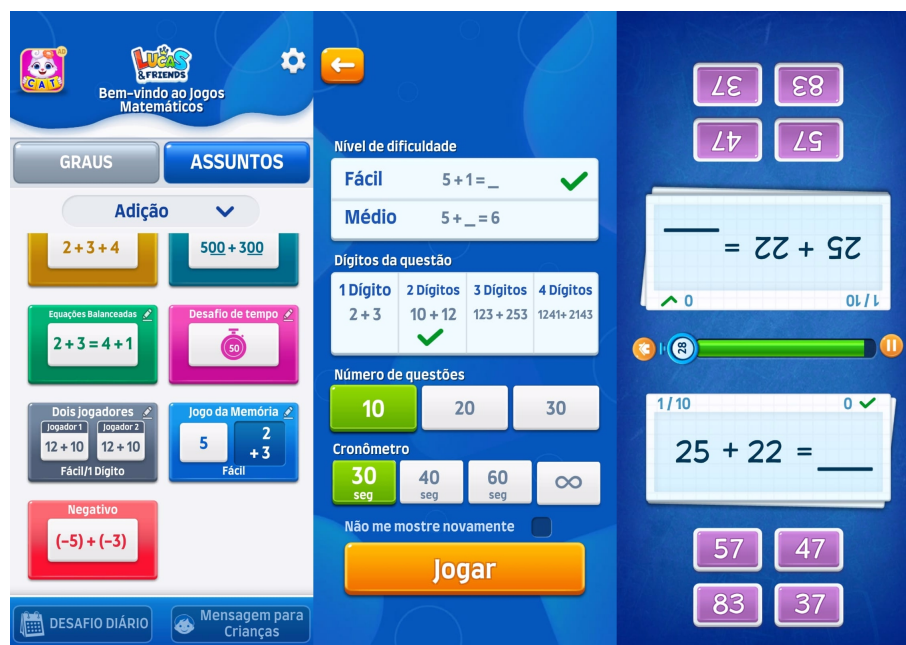 AD
CAT
LUCAS
& FRIENDS
Bem-vindo ao Jogos
Matemáticos
GRAUS
ASSUNTOS
Adição
2 + 3 + 4
500 + 300
Equações Balanceadas
2 + 3 = 4 + 1
Desafio de tempo
50
Dois jogadores
Jogador 1
Jogador 2
12 + 10
12 + 10
Fácil/1 Dígito
Jogo da Memória
5
2
+ 3
Fácil
Negativo
(−5) + (−3)
DESAFIO DIÁRIO
Mensagem para
Crianças
Nível de dificuldade
Fácil
5 + 1 = _
Médio
5 + _ = 6
Dígitos da questão
1 Dígito
2 Dígitos
3 Dígitos
4 Dígitos
2 + 3
10 + 12
123 + 253
1241+ 2143
Número de questões
10
20
30
Cronômetro
30
seg
40
seg
60
seg
∞
Não me mostre novamente
Jogar
37
83
47
57
25 + 22 = ___
0
1/10
28
1/10
0
25 + 22 = ___
57
47
83
37